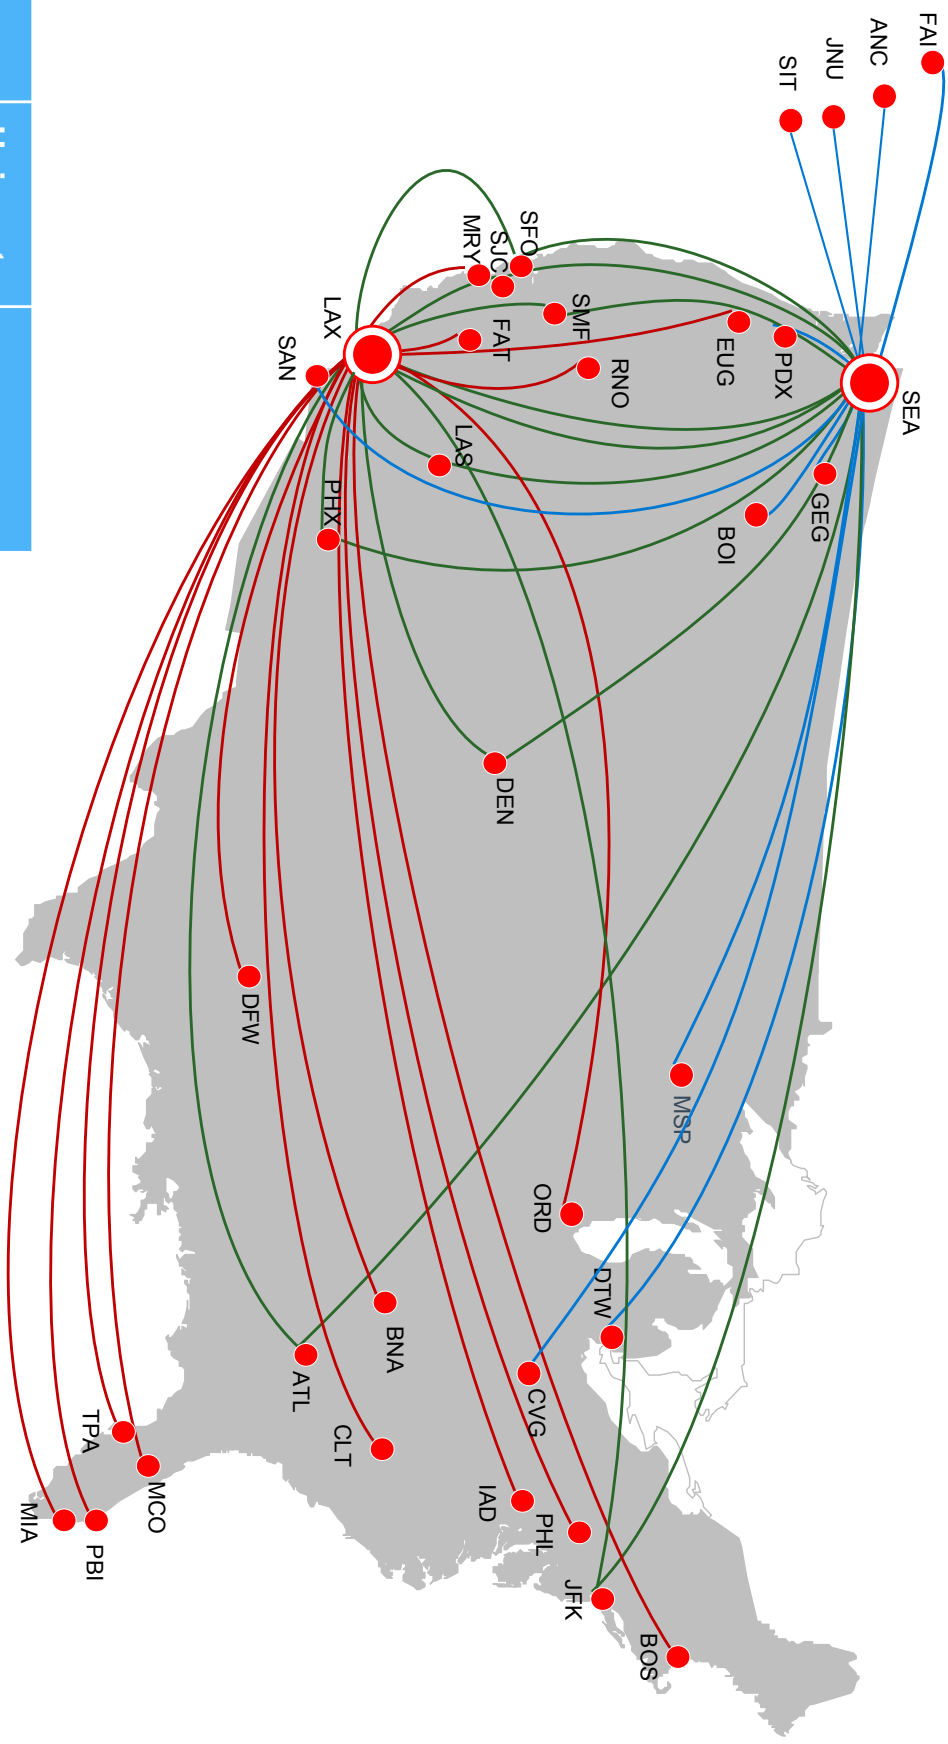 FAI
ANC
JNU
SIT
SEA
GEG
PDX
EUG
BOI
RNO
SMF
SFO
SJC
MRY
FAT
LAX
SAN
LAS
PHX
DEN
DFW
MSP
ORD
DTW
CVG
BNA
ATL
CLT
IAD
PHL
JFK
BOS
TPA
MCO
PBI
MIA